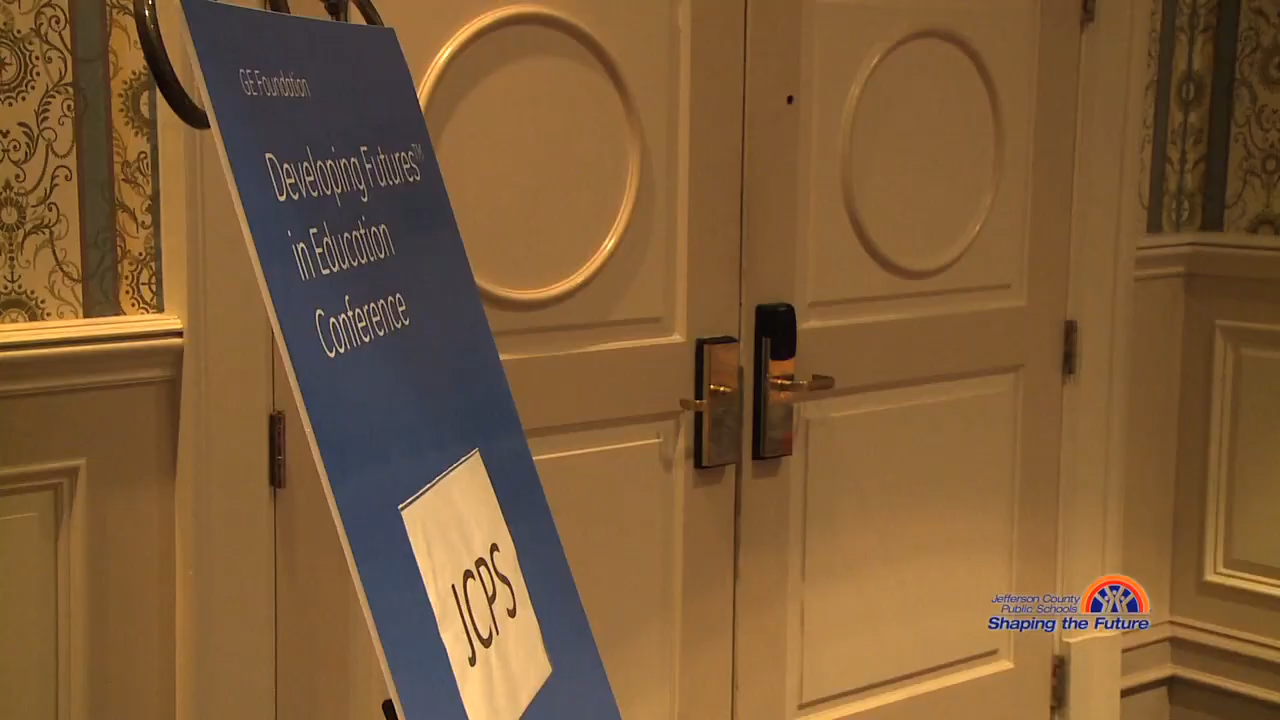 GE Foundation
Developing Futures™
in Education
Conference
JCPS
Jefferson County
Public Schools
Shaping the Future